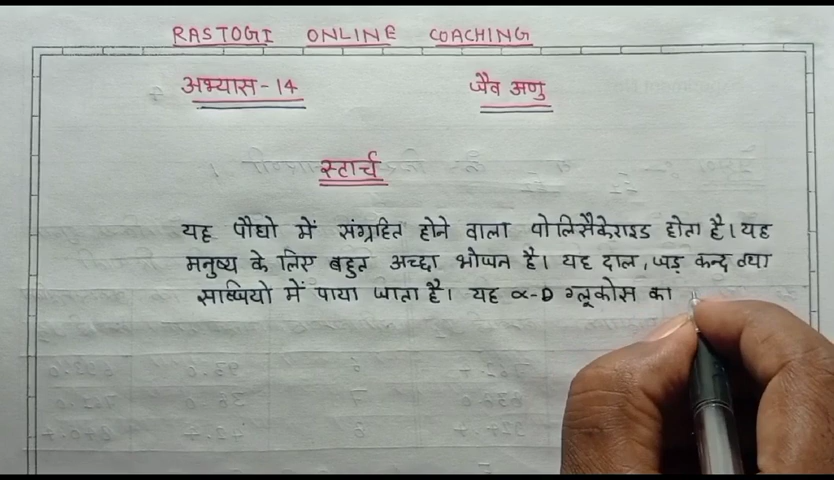 RASTOGI ONLINE COACHING
अभ्यास-14 जैव अणु
स्टार्च
यह पौधो में संग्रहित होने वाला पोलिसैकेराइड होता है। यह
मनुष्य के लिए बहुत अच्छा भोजन है। यह दाल, जड़ कन्द तथा
सब्जियो में पाया जाता है। यह α-D ग्लूकोस का